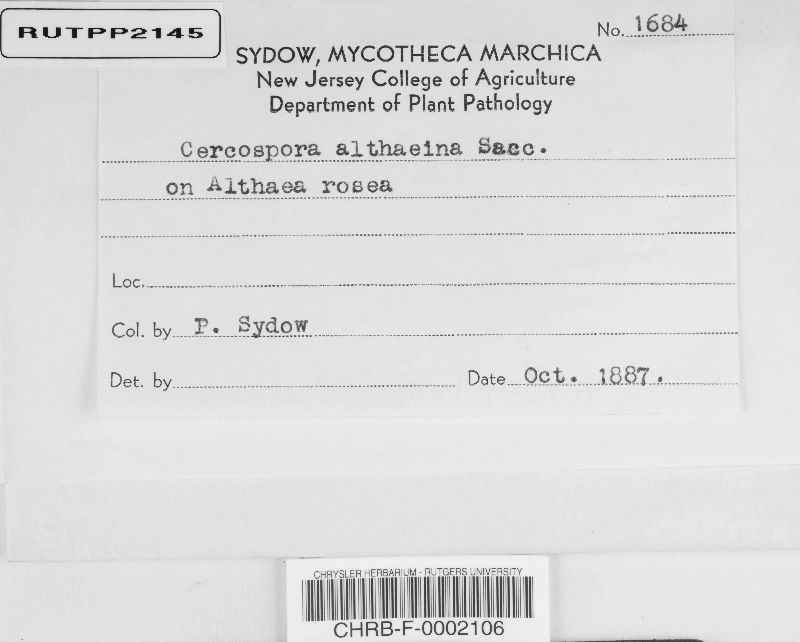 RUTPP2145
No. 1684
SYDOW, MYCOTHECA MARCHICA
New Jersey College of Agriculture
Department of Plant Pathology
Cercospora althaeina Sacc.
on Althaea rosea
Loc.
Col. by P. Sydow
Det. by Date Oct. 1887.
CHRYSLER HERBARIUM - RUTGERS UNIVERSITY
CHRB-F-0002106